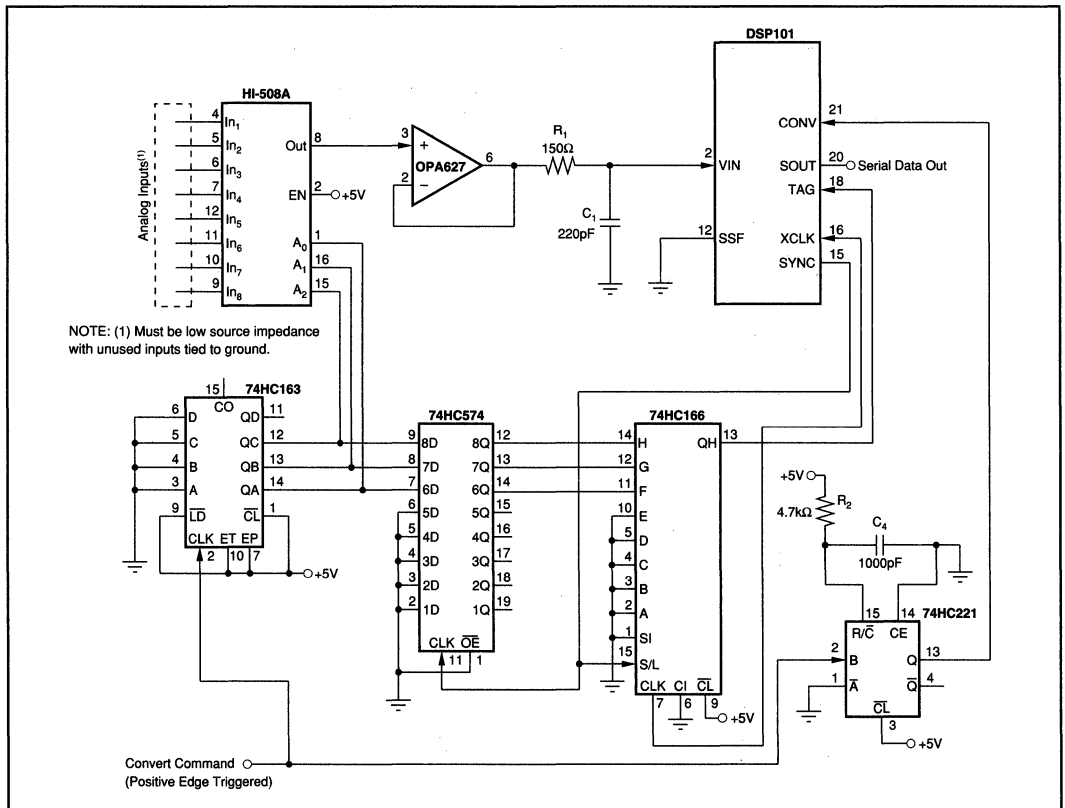 DSP101
HI-508A
Analog Inputs(1)
4 In1
5 In2
6 In3
7 In4
12 In5
11 In6
10 In7
9 In8
Out 8
EN 2 +5V
A0 1
A1 16
A2 15
3 +
OPA627 6
2 –
R1
150Ω
C1
220pF
2 VIN
12 SSF
CONV 21
SOUT 20 Serial Data Out
TAG 18
XCLK 16
SYNC 15
NOTE: (1) Must be low source impedance
with unused inputs tied to ground.
74HC163
15
CO
6 D QD 11
5 C QC 12
4 B QB 13
3 A QA 14
9 LD CL 1
CLK ET EP
2 10 7
+5V
74HC574
9 8D 8Q 12
8 7D 7Q 13
7 6D 6Q 14
6 5D 5Q 15
5 4D 4Q 16
4 3D 3Q 17
3 2D 2Q 18
2 1D 1Q 19
CLK OE
11 1
74HC166
14 H QH 13
12 G
11 F
10 E
5 D
4 C
3 B
2 A
1 SI
15 S/L
CLK CI CL
7 6 9
+5V
+5V
R2
4.7kΩ
C4
1000pF
15 14 74HC221
R/C CE
2 B Q 13
1 A Q 4
CL
3
+5V
Convert Command
(Positive Edge Triggered)